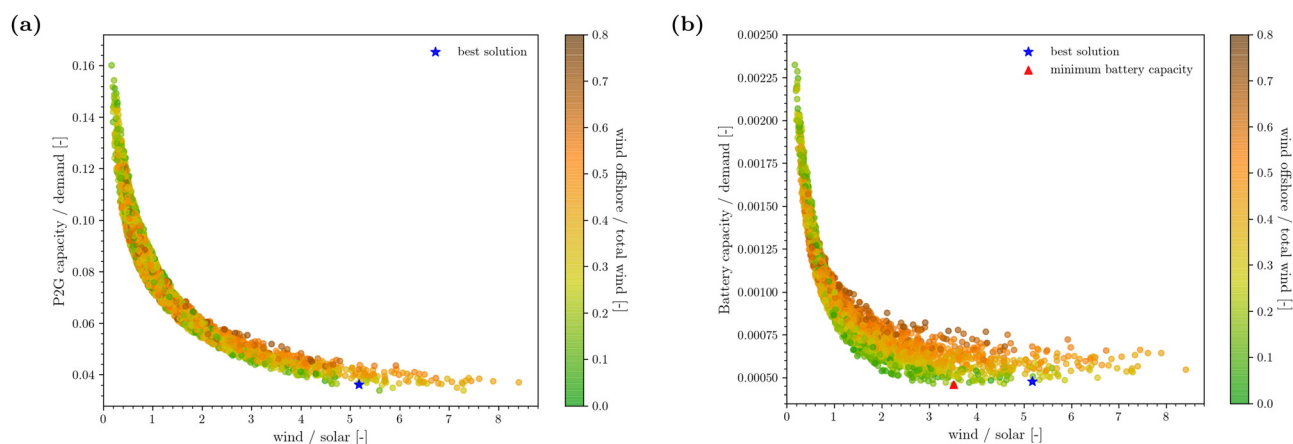 (a)
best solution
0.16
0.14
0.12
0.10
0.08
0.06
0.04
P2G capacity / demand [-]
0 1 2 3 4 5 6 7 8
wind / solar [-]
0.8
0.7
0.6
0.5
0.4
0.3
0.2
0.1
0.0
wind offshore / total wind [-]
(b)
best solution
minimum battery capacity
0.00250
0.00225
0.00200
0.00175
0.00150
0.00125
0.00100
0.00075
0.00050
Battery capacity / demand [-]
0 1 2 3 4 5 6 7 8
wind / solar [-]
0.8
0.7
0.6
0.5
0.4
0.3
0.2
0.1
0.0
wind offshore / total wind [-]